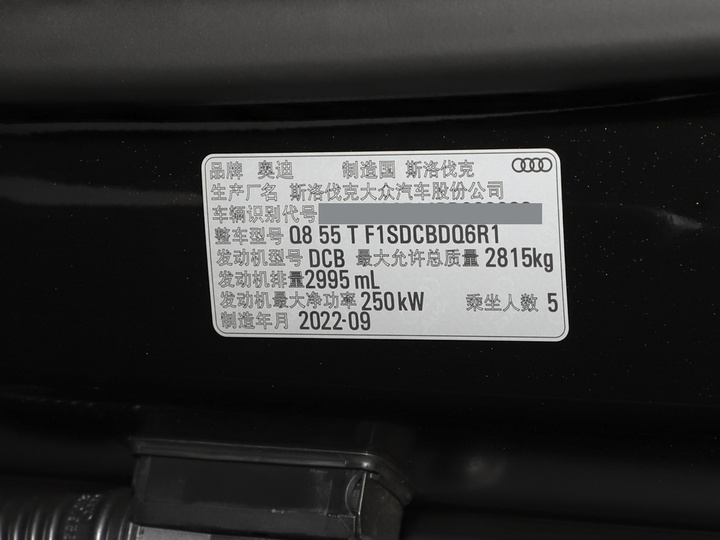 品牌 奥迪 制造国 斯洛伐克
生产厂名 斯洛伐克大众汽车股份公司
车辆识别代号
整车型号 Q8 55 T F1SDCBDQ6R1
发动机型号 DCB 最大允许总质量 2815kg
发动机排量2995 mL
发动机最大净功率 250kW 乘坐人数 5
制造年月 2022-09